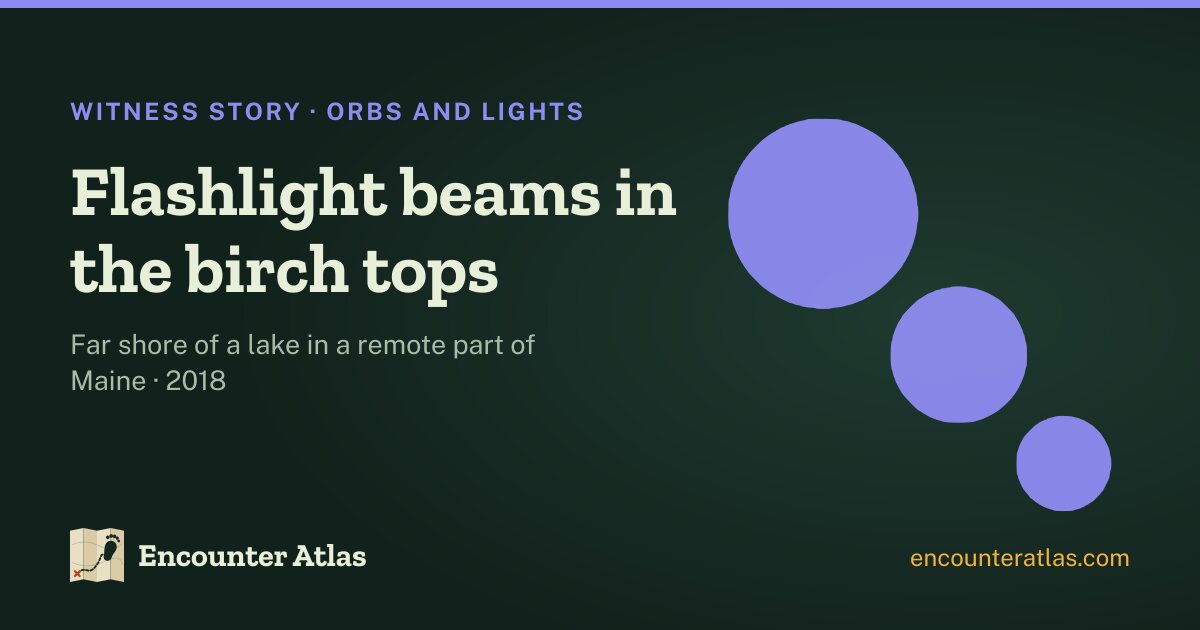 WITNESS STORY · ORBS AND LIGHTS
Flashlight beams in
the birch tops
Far shore of a lake in a remote part of
Maine · 2018
Encounter Atlas
encounteratlas.com